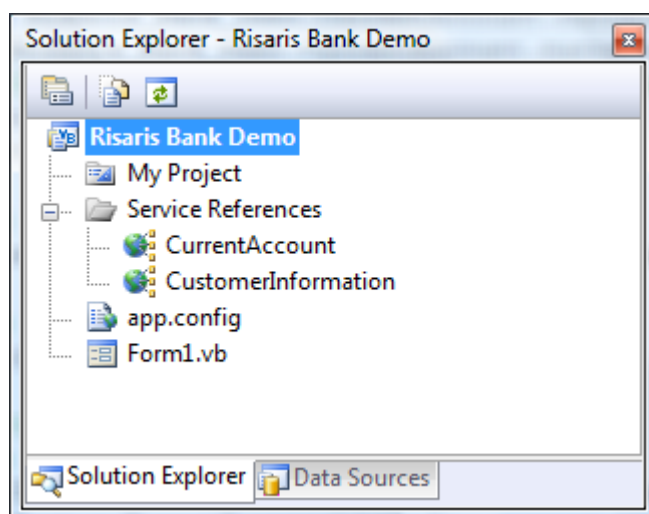 Solution Explorer - Risaris Bank Demo
Risaris Bank Demo
My Project
Service References
CurrentAccount
CustomerInformation
app.config
Form1.vb
Solution Explorer Data Sources